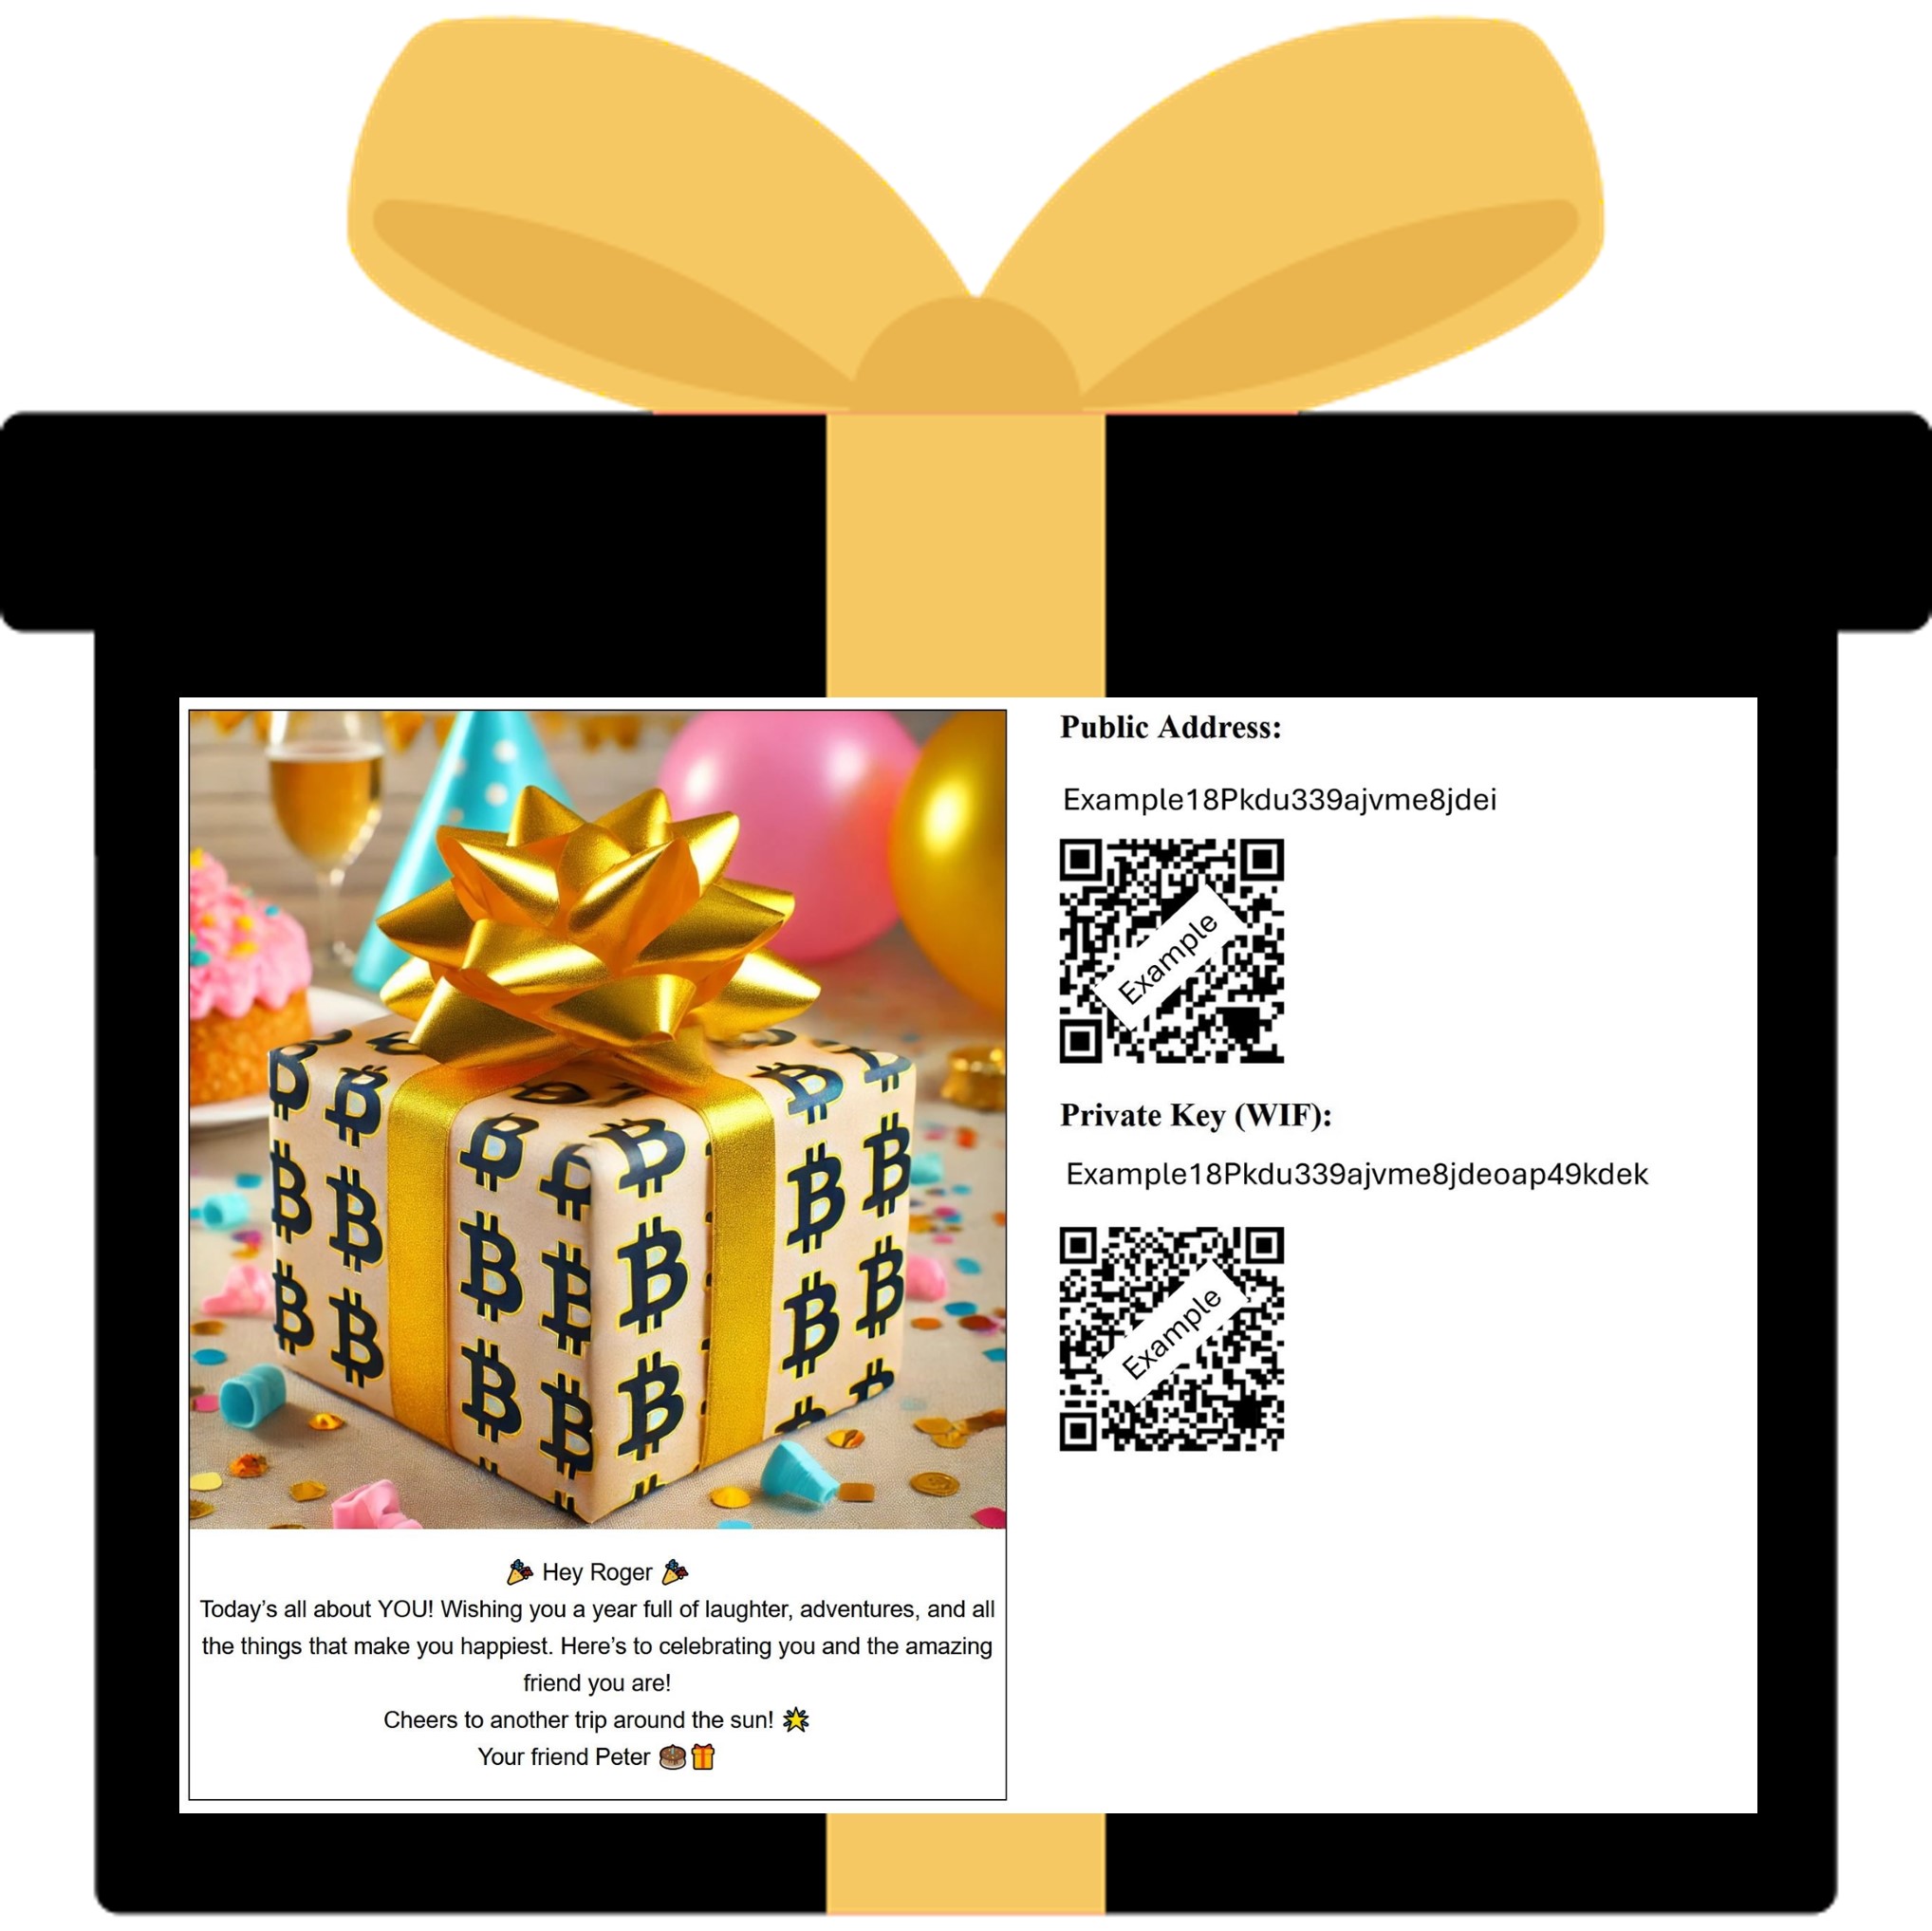 Public Address:
Example18Pkdu339ajvme8jdei
Example
Private Key (WIF):
Example18Pkdu339ajvme8jdeoap49kdek
Example
🎉 Hey Roger 🎉
Today’s all about YOU! Wishing you a year full of laughter, adventures, and all
the things that make you happiest. Here’s to celebrating you and the amazing
friend you are!
Cheers to another trip around the sun! 🌟
Your friend Peter 🎂🎁